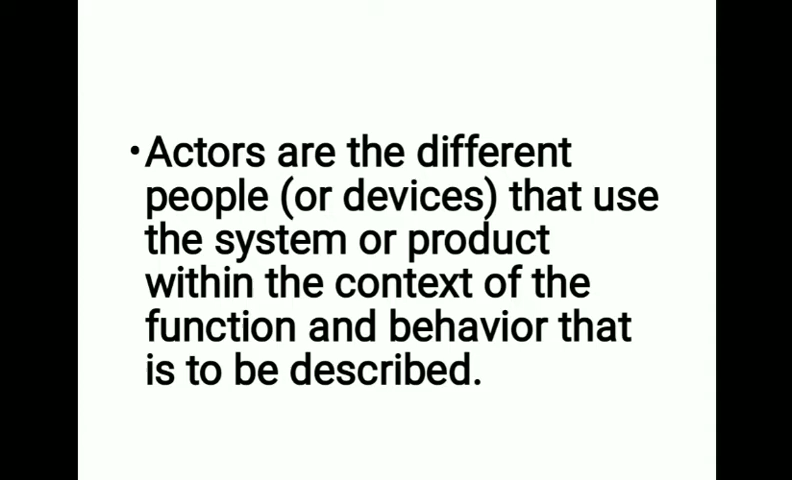 •Actors are the different
people (or devices) that use
the system or product
within the context of the
function and behavior that
is to be described.